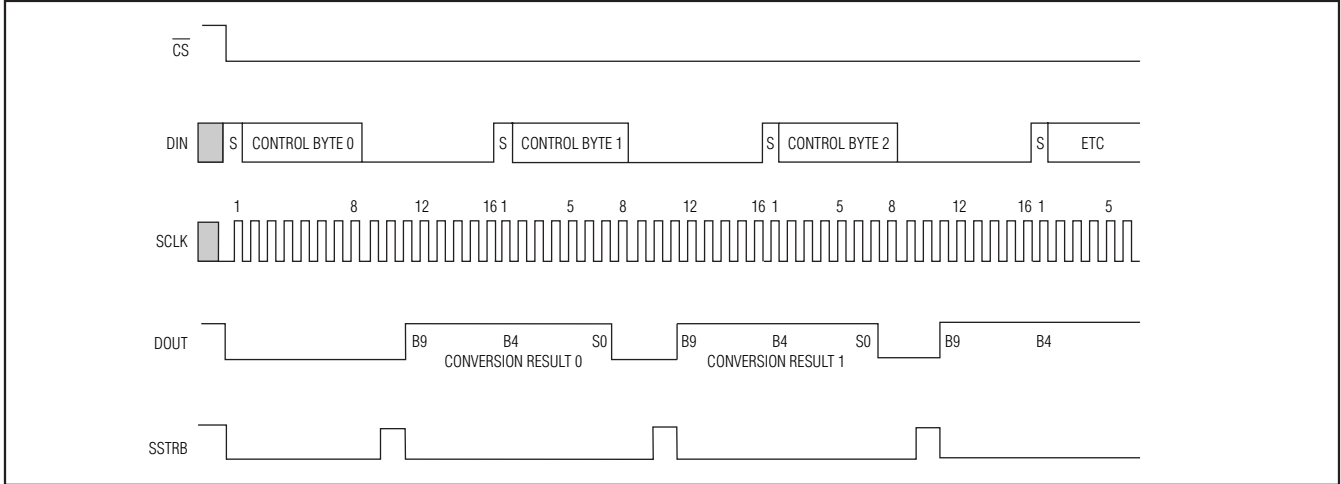 CS
DIN S CONTROL BYTE 0 S CONTROL BYTE 1 S CONTROL BYTE 2 S ETC
1 8 12 16 1 5 8 12 16 1 5 8 12 16 1 5
SCLK
DOUT B9 B4 S0 B9 B4 S0 B9 B4
CONVERSION RESULT 0 CONVERSION RESULT 1
SSTRB